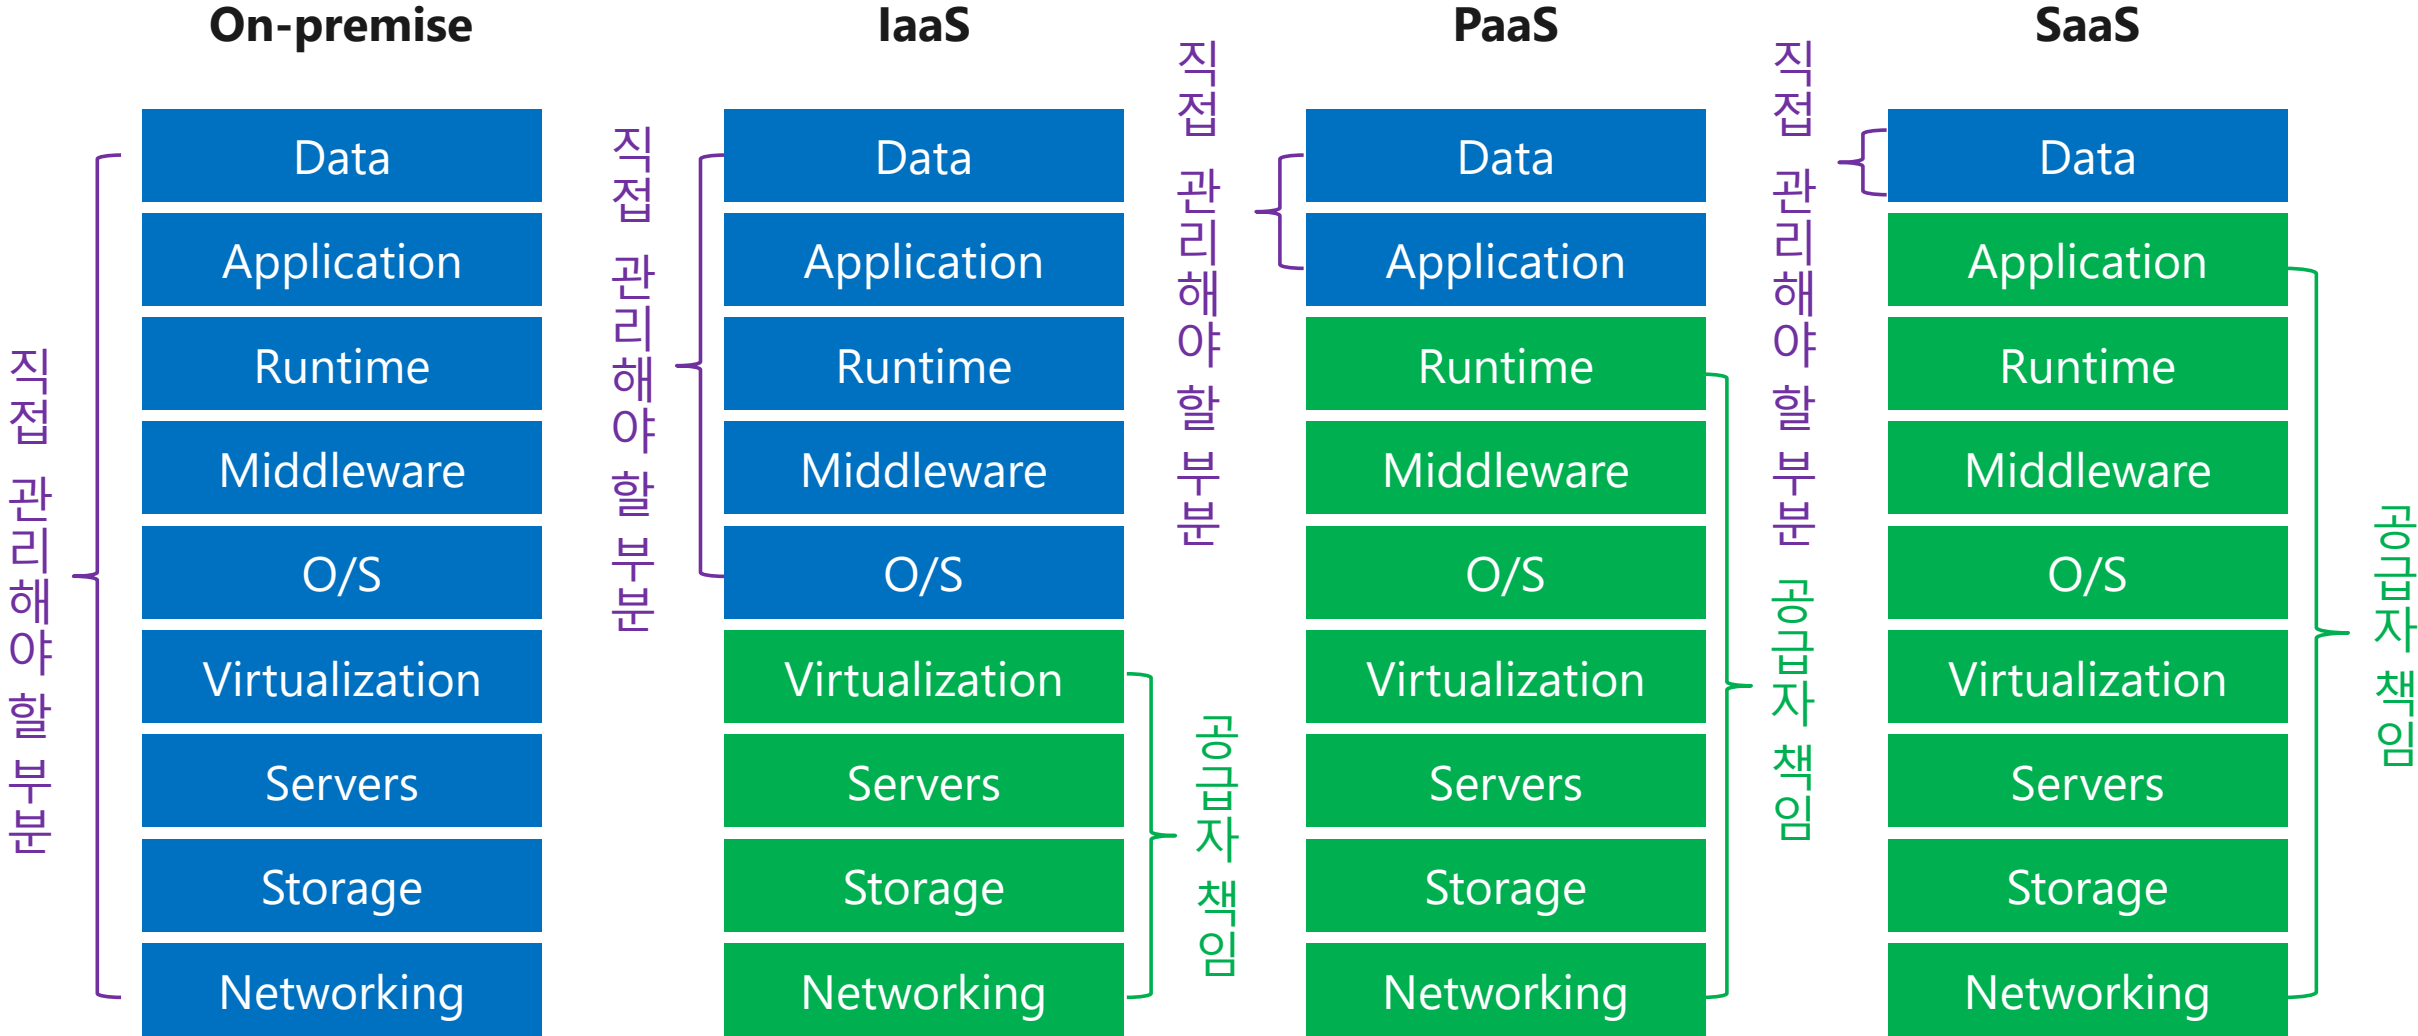 On-premise
직접 관리해야 할 부분
Data
Application
Runtime
Middleware
O/S
Virtualization
Servers
Storage
Networking
IaaS
직접 관리해야 할 부분
Data
Application
Runtime
Middleware
O/S
Virtualization
Servers
Storage
Networking
공급자 책임
PaaS
직접 관리해야 할 부분
Data
Application
Runtime
Middleware
O/S
Virtualization
Servers
Storage
Networking
공급자 책임
SaaS
직접 관리해야 할 부분
Data
Application
Runtime
Middleware
O/S
Virtualization
Servers
Storage
Networking
공급자 책임